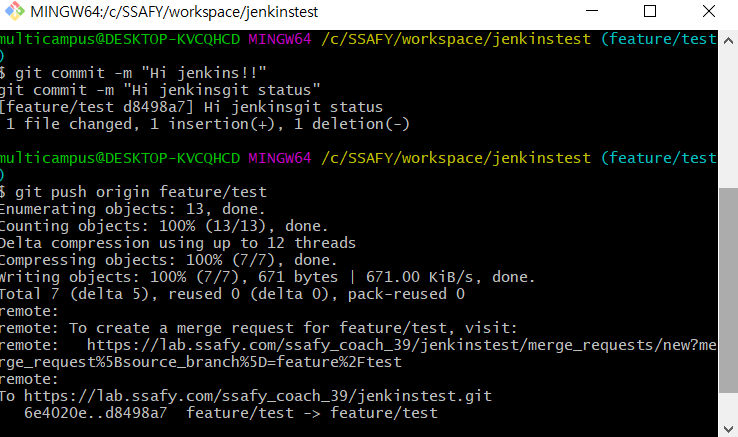 MINGW64:/c/SSAFY/workspace/jenkinstest
multicampus@DESKTOP-KVCQHCD MINGW64 /c/SSAFY/workspace/jenkinstest (feature/test
)
$ git commit -m "Hi jenkins!!"
git commit -m "Hi jenkinsgit status"
[feature/test d8498a7] Hi jenkinsgit status
 1 file changed, 1 insertion(+), 1 deletion(-)
multicampus@DESKTOP-KVCQHCD MINGW64 /c/SSAFY/workspace/jenkinstest (feature/test
)
$ git push origin feature/test
Enumerating objects: 13, done.
Counting objects: 100% (13/13), done.
Delta compression using up to 12 threads
Compressing objects: 100% (7/7), done.
Writing objects: 100% (7/7), 671 bytes | 671.00 KiB/s, done.
Total 7 (delta 5), reused 0 (delta 0), pack-reused 0
remote:
remote: To create a merge request for feature/test, visit:
remote:   https://lab.ssafy.com/ssafy_coach_39/jenkinstest/merge_requests/new?me
rge_request%5Bsource_branch%5D=feature%2Ftest
remote:
To https://lab.ssafy.com/ssafy_coach_39/jenkinstest.git
   6e4020e..d8498a7  feature/test -> feature/test